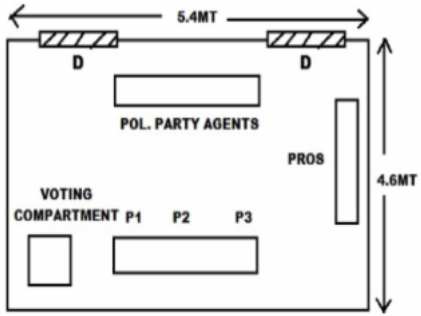 5.4MT
D D
POL. PARTY AGENTS
PROS
4.6MT
VOTING
COMPARTMENT P1 P2 P3